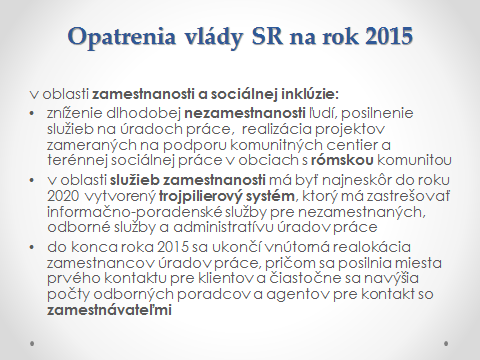 Opatrenia vlády SR na rok 2015
v oblasti zamestnanosti a sociálnej inklúzie:
• zníženie dlhodobej nezamestnanosti ľudí, posilnenie
služieb na úradoch práce, realizácia projektov
zameraných na podporu komunitných centier a
terénnej sociálnej práce v obciach s rómskou komunitou
• v oblasti služieb zamestnanosti má byť najneskôr do roku
2020 vytvorený trojpilierový systém, ktorý má zastrešovať
informačno-poradenské služby pre nezamestnaných,
odborné služby a administratívu úradov práce
• do konca roka 2015 sa ukončí vnútorná realokácia
zamestnancov úradov práce, pričom sa posilnia miesta
prvého kontaktu pre klientov a čiastočne sa navýšia
počty odborných poradcov a agentov pre kontakt so
zamestnávateľmi